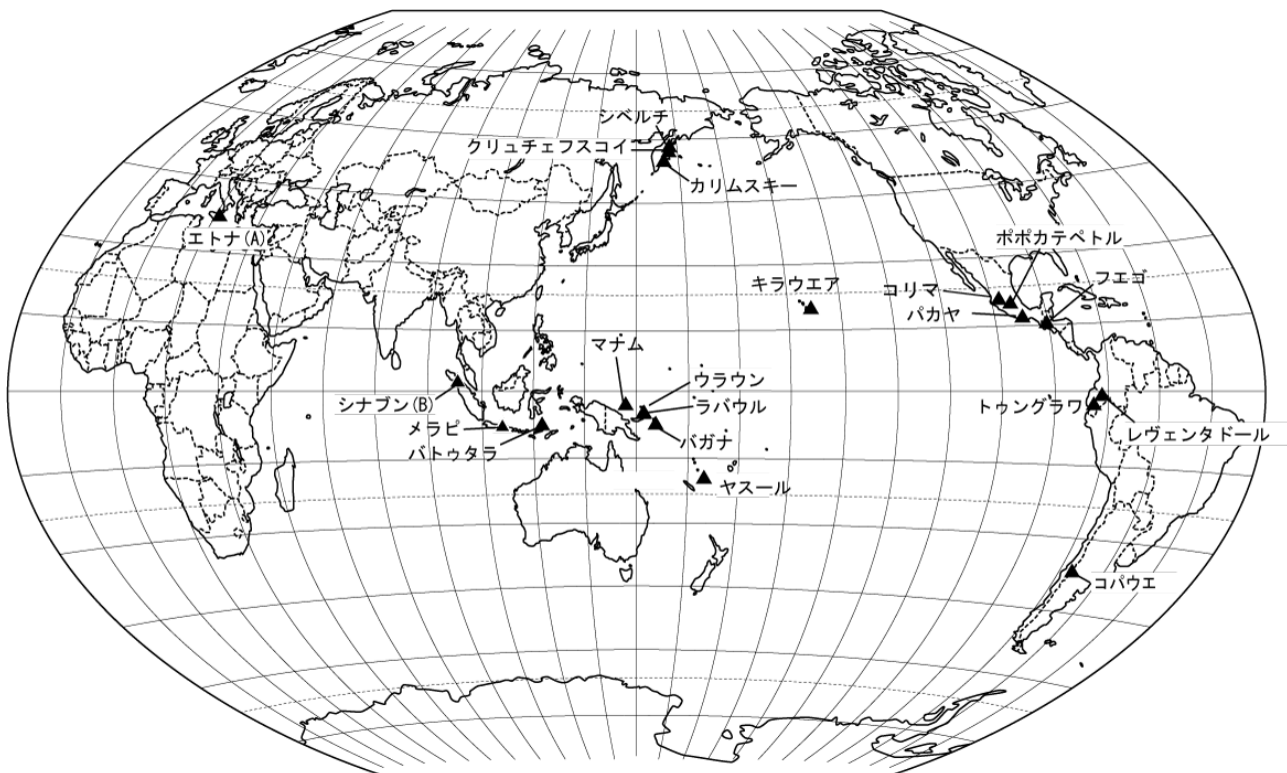 シベルチ
クリュチェフスコイ
カリムスキー
エトナ(A)
ポポカテペトル
キラウエア
コリマ
フエゴ
パカヤ
マナム
ウラウン
シナブン(B)
ラバウル
トゥングラワ
メラピ
バガナ
レヴェンタドール
バトゥタラ
ヤスール
コパウエ